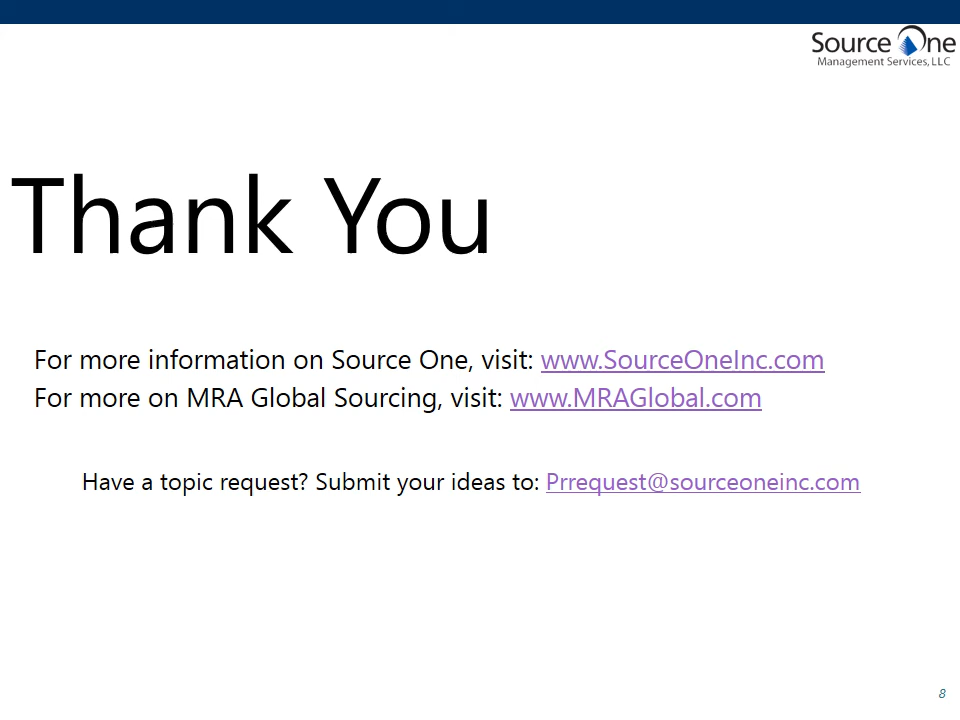 Source One
Management Services, LLC
Thank You
For more information on Source One, visit: www.SourceOneInc.com
For more on MRA Global Sourcing, visit: www.MRAGlobal.com
Have a topic request? Submit your ideas to: Prrequest@sourceoneinc.com
8